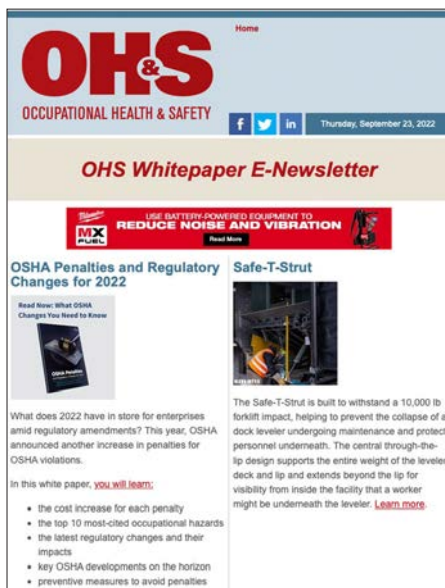 Home
OH&S
OCCUPATIONAL HEALTH & SAFETY
f
in
Thursday, September 23, 2022
OHS Whitepaper E-Newsletter
Milwaukee
MX
FUEL
USE BATTERY-POWERED EQUIPMENT TO
REDUCE NOISE AND VIBRATION
Read More
OSHA Penalties and Regulatory
Changes for 2022
Read Now: What OSHA
Changes You Need to Know
OSHA Penalties
What does 2022 have in store for enterprises
amid regulatory amendments? This year, OSHA
announced another increase in penalties for
OSHA violations.
In this white paper, you will learn:
the cost increase for each penalty
the top 10 most-cited occupational hazards
the latest regulatory changes and their
impacts
key OSHA developments on the horizon
preventive measures to avoid penalties
Safe-T-Strut
The Safe-T-Strut is built to withstand a 10,000 lb
forklift impact, helping to prevent the collapse of a
dock leveler undergoing maintenance and protect
personnel underneath. The central through-the-
lip design supports the entire weight of the leveler
deck and lip and extends beyond the lip for
visibility from inside the facility that a worker
might be underneath the leveler. Learn more.